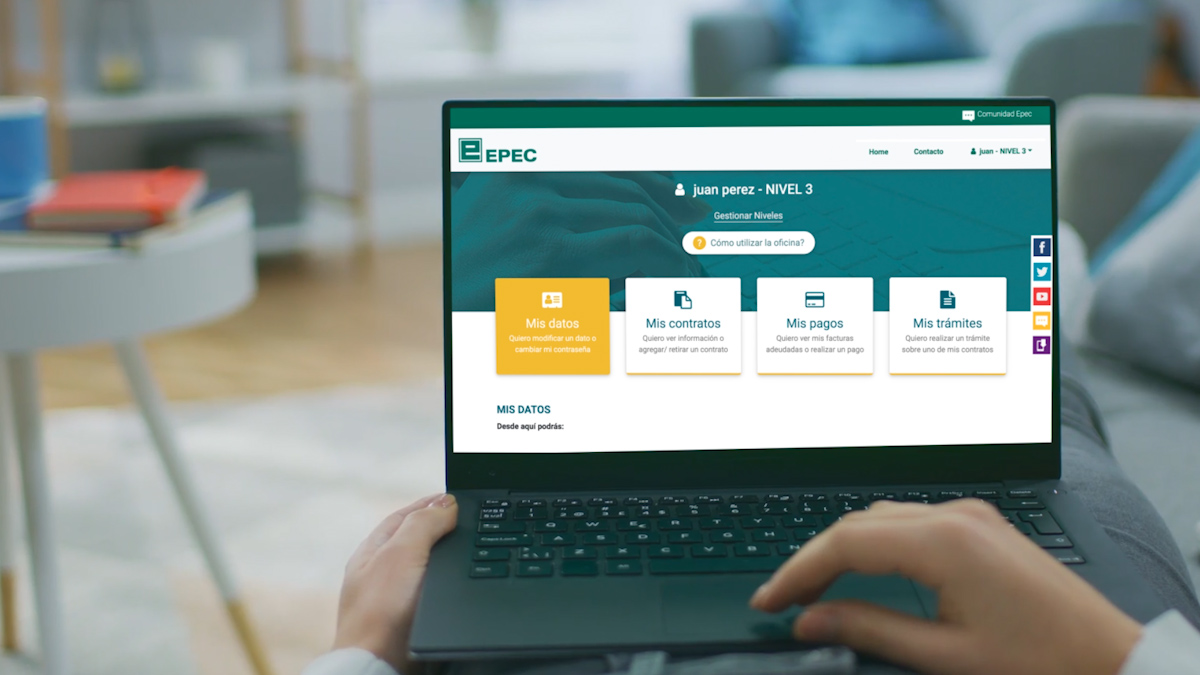 Comunidad Epec
e EPEC
Home
Contacto
juan - NIVEL 3
juan perez - NIVEL 3
Gestionar Niveles
? Cómo utilizar la oficina?
Mis datos
Quiero modificar un dato o
cambiar mi contraseña
Mis contratos
Quiero ver información o
agregar/ retirar un contrato
Mis pagos
Quiero ver mis facturas
adeudadas o realizar un pago
Mis trámites
Quiero realizar un trámite
sobre uno de mis contratos
f
MIS DATOS
Desde aquí podrás: